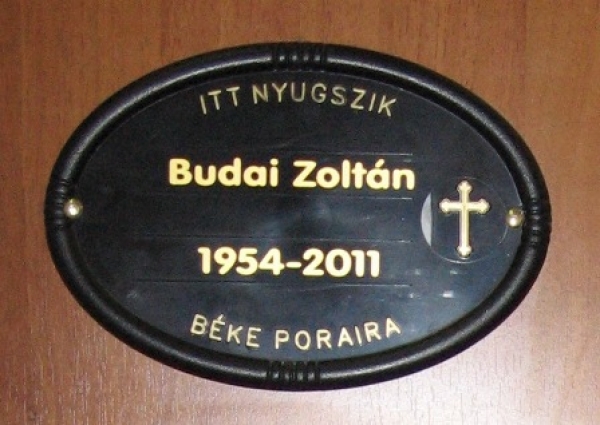 ITT NYUGSZIK
Budai Zoltán
1954-2011
BÉKE PORAIRA